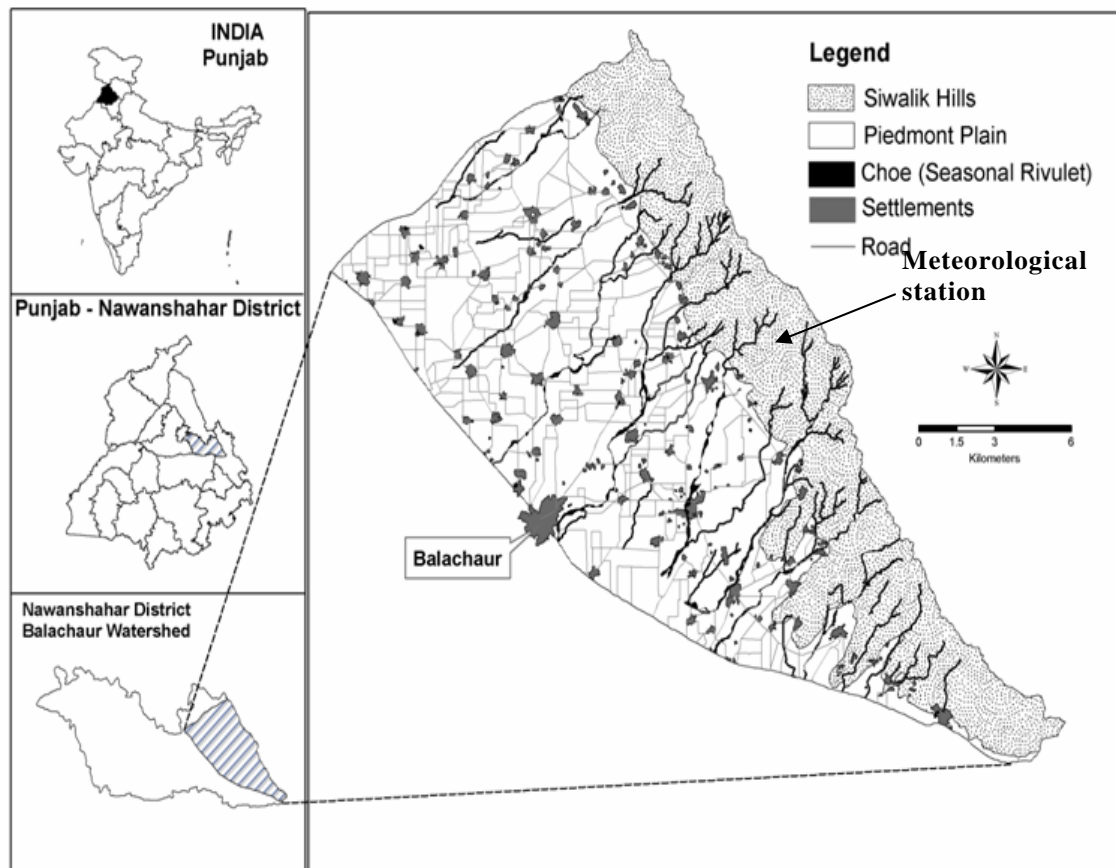 INDIA
Punjab
Punjab - Nawanshahar District
Nawanshahar District
Balachaur Watershed
Legend
Siwalik Hills
Piedmont Plain
Choe (Seasonal Rivulet)
Settlements
Road
Meteorological
station
N
W E
S
0 1.5 3 6
Kilometers
Balachaur